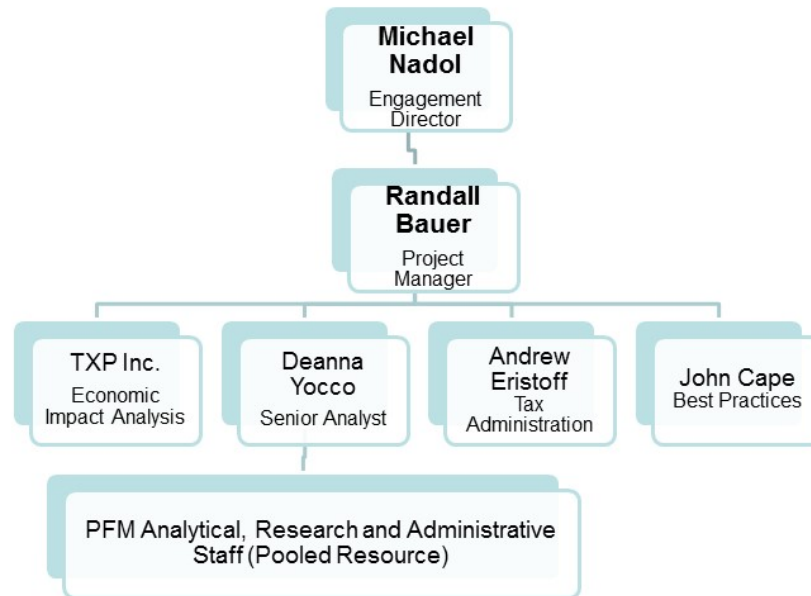 Michael
Nadol
Engagement
Director
Randall
Bauer
Project
Manager
TXP Inc.
Economic
Impact Analysis
Deanna
Yocco
Senior Analyst
Andrew
Eristoff
Tax
Administration
John Cape
Best Practices
PFM Analytical, Research and Administrative
Staff (Pooled Resource)